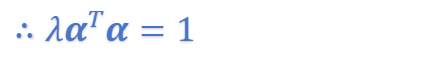 ∴ λα^Tα = 1